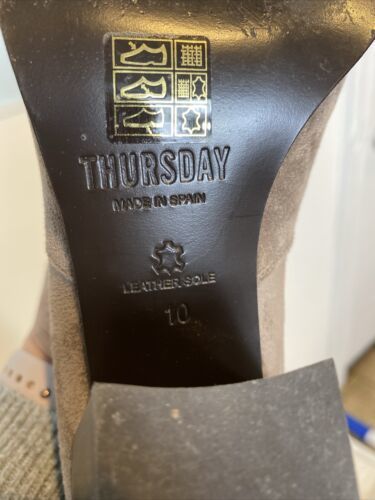 THURSDAY
MADE IN SPAIN
LEATHER SOLE
10